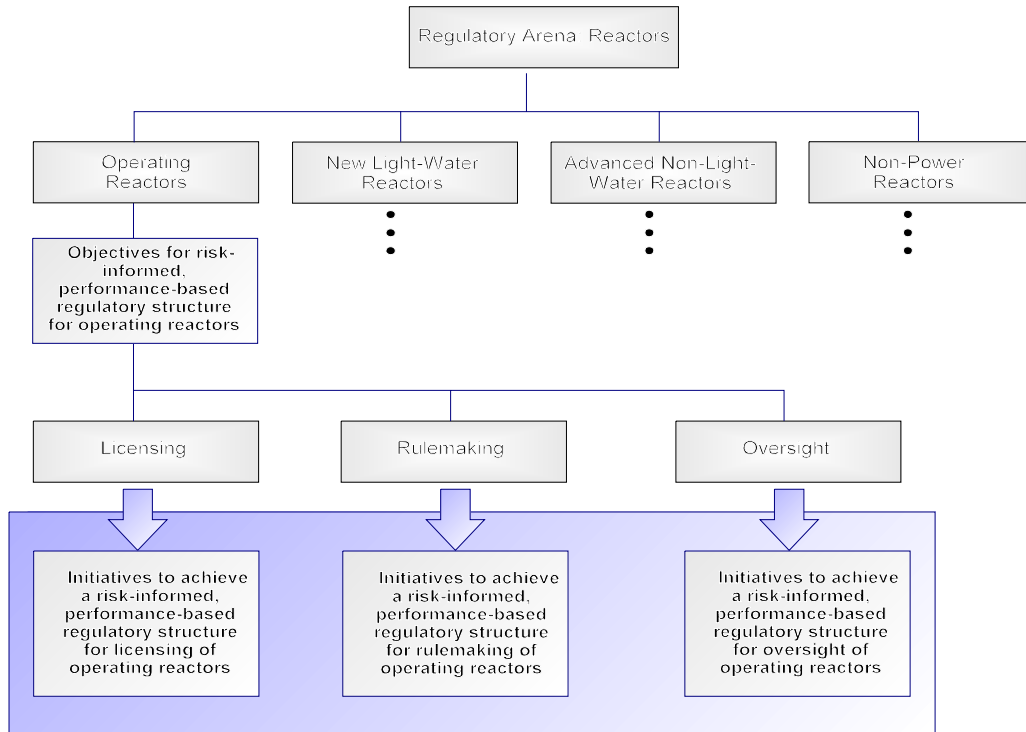 Regulatory Arena Reactors
Operating
Reactors
New Light-Water
Reactors
Advanced Non-Light-
Water Reactors
Non-Power
Reactors
Objectives for risk-
informed,
performance-based
regulatory structure
for operating reactors
Licensing
Rulemaking
Oversight
Initiatives to achieve
a risk-informed,
performance-based
regulatory structure
for licensing of
operating reactors
Initiatives to achieve
a risk-informed,
performance-based
regulatory structure
for rulemaking of
operating reactors
Initiatives to achieve
a risk-informed,
performance-based
regulatory structure
for oversight of
operating reactors